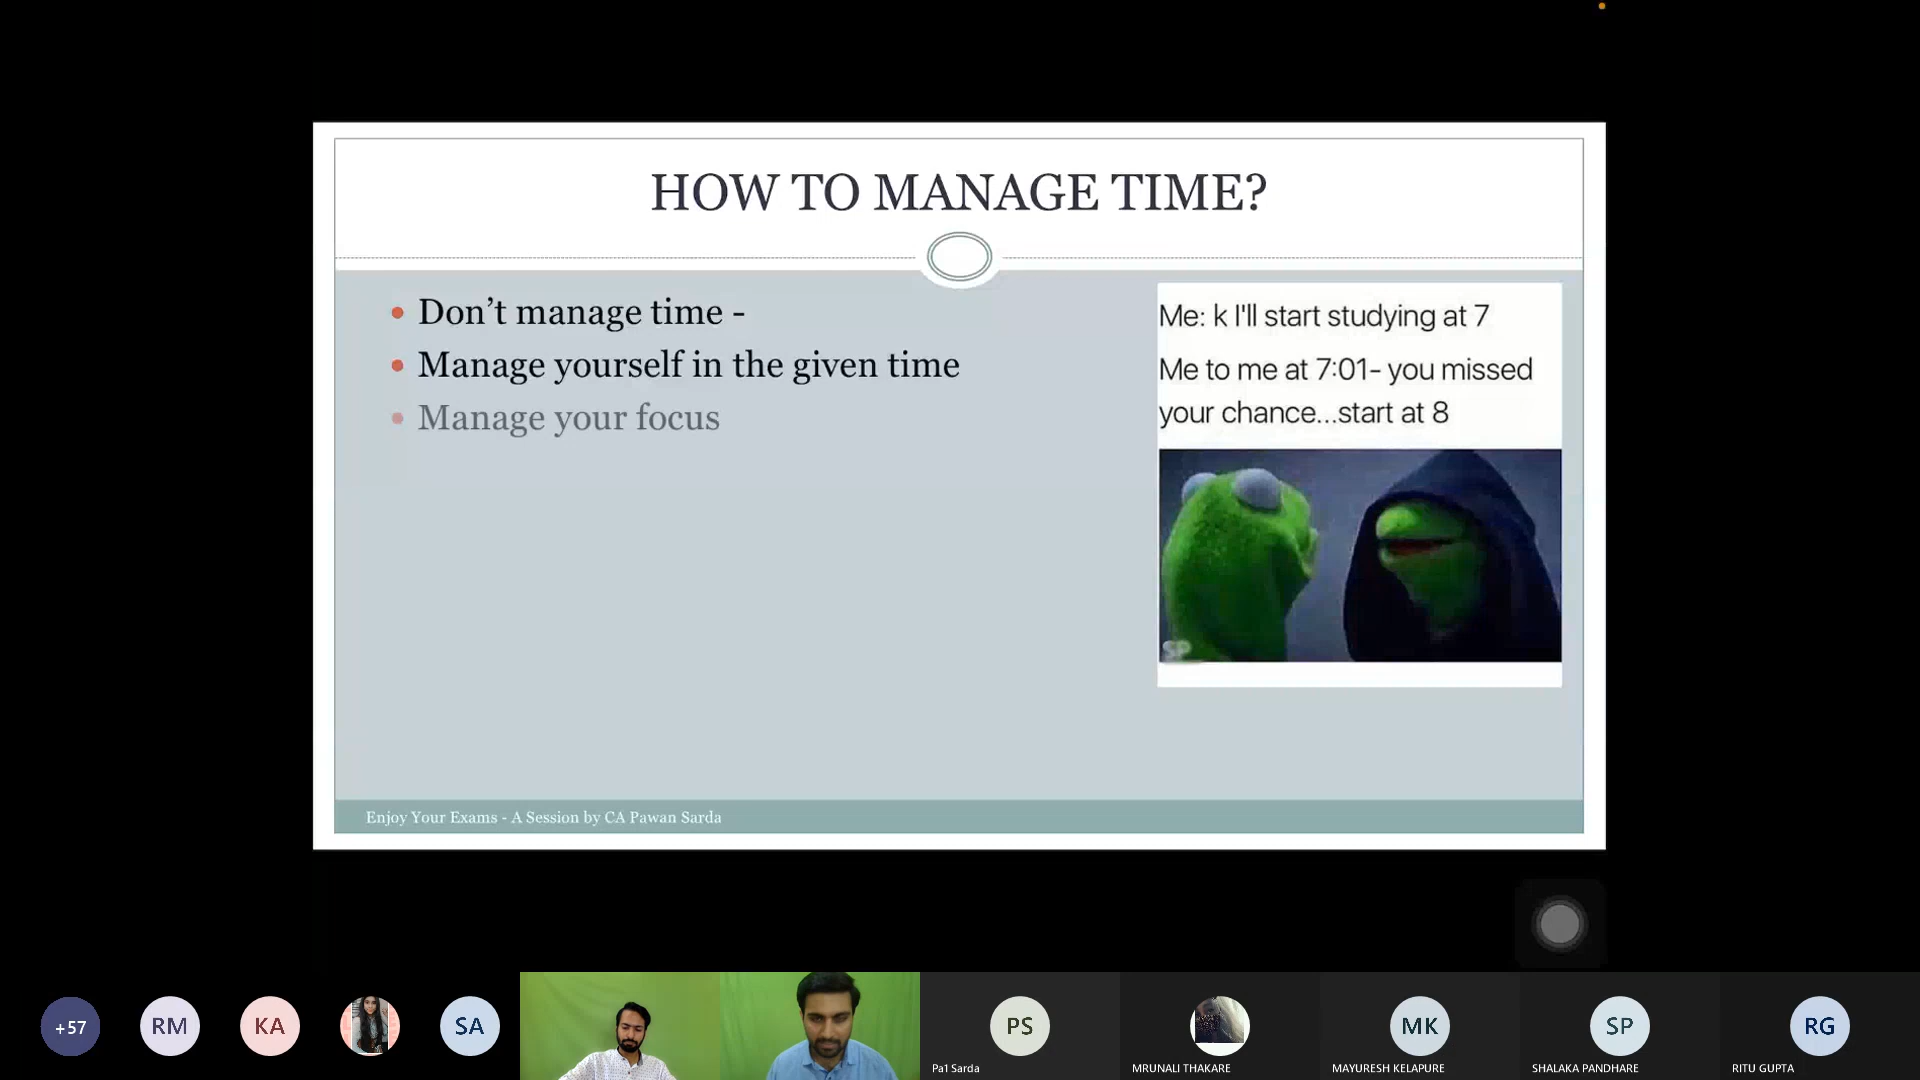 HOW TO MANAGE TIME?
Don’t manage time -
Manage yourself in the given time
Manage your focus
Me: k I'll start studying at 7
Me to me at 7:01- you missed
your chance...start at 8
SP
Enjoy Your Exams - A Session by CA Pawan Sarda
+57
RM
KA
SA
PS
MK
SP
RG
Pa1 Sarda
MRUNALI THAKARE
MAYURESH KELAPURE
SHALAKA PANDHARE
RITU GUPTA